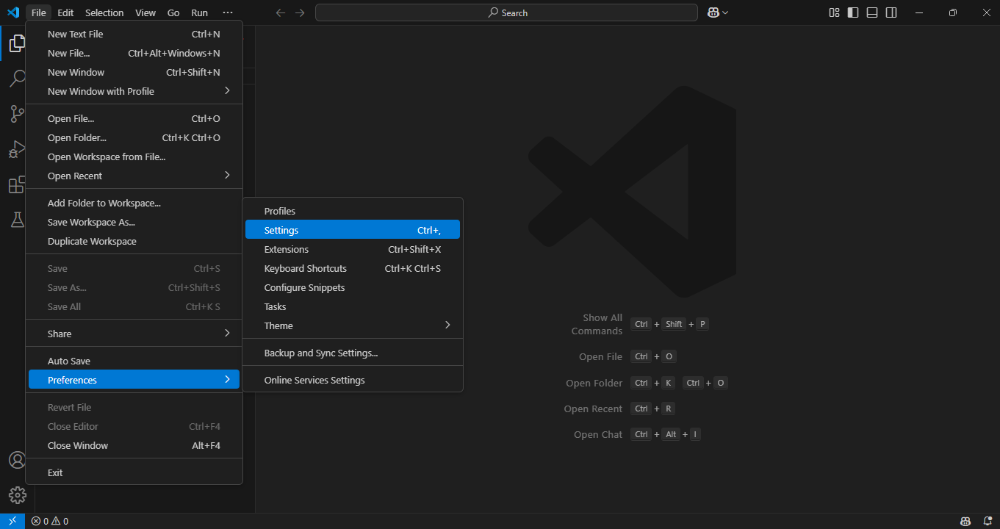 File Edit Selection View Go Run ···
Search
New Text File Ctrl+N
New File... Ctrl+Alt+Windows+N
New Window Ctrl+Shift+N
New Window with Profile
Open File... Ctrl+O
Open Folder... Ctrl+K Ctrl+O
Open Workspace from File...
Open Recent
Add Folder to Workspace...
Save Workspace As...
Duplicate Workspace
Save Ctrl+S
Save As... Ctrl+Shift+S
Save All Ctrl+K S
Share
Auto Save
Preferences
Revert File
Close Editor Ctrl+F4
Close Window Alt+F4
Exit
Profiles
Settings Ctrl+,
Extensions Ctrl+Shift+X
Keyboard Shortcuts Ctrl+K Ctrl+S
Configure Snippets
Tasks
Theme
Backup and Sync Settings...
Online Services Settings
Show All
Commands Ctrl + Shift + P
Open File Ctrl + O
Open Folder Ctrl + K Ctrl + O
Open Recent Ctrl + R
Open Chat Ctrl + Alt + I
0 0